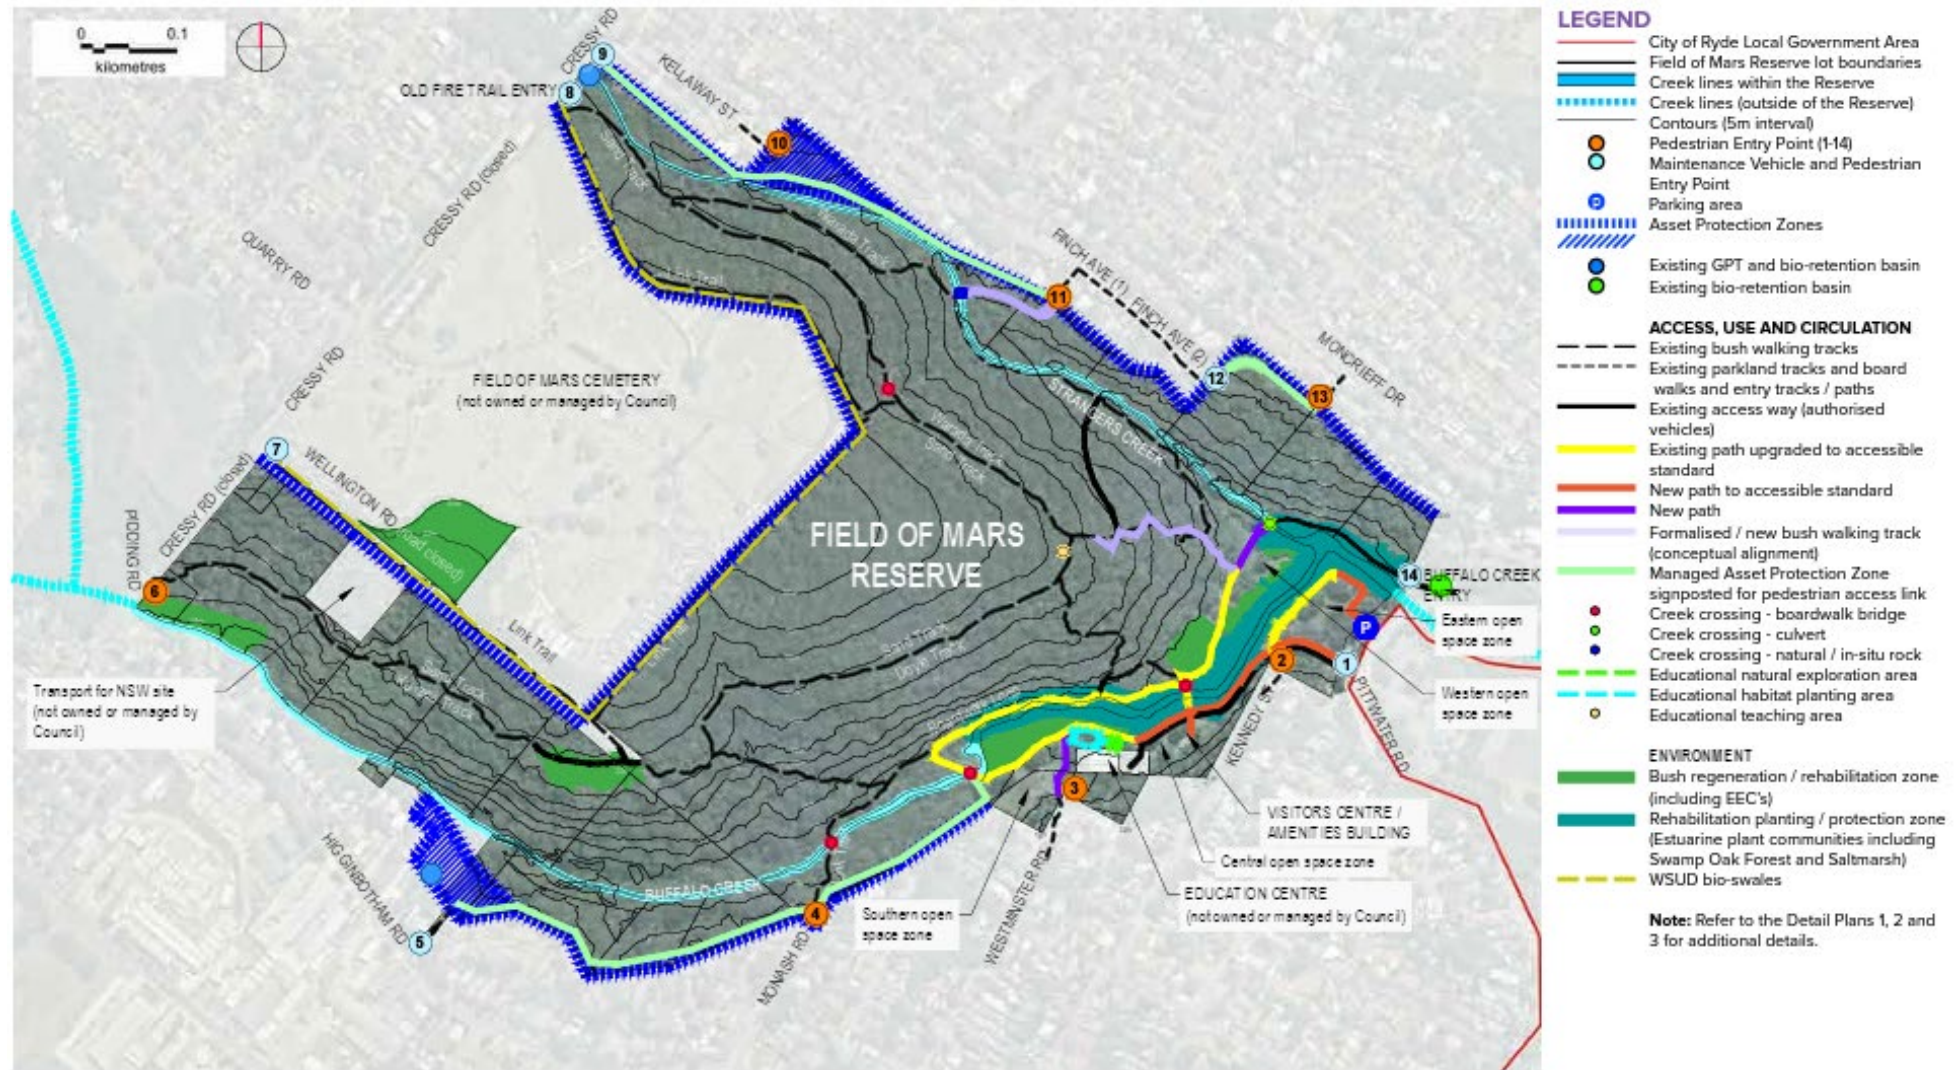 0 0.1
kilometres
CRESSY RD
9
KELLAWAY ST
OLD FIRE TRAIL ENTRY
8
10
CRESSY RD (closed)
QUARRY RD
FINCH AVE (1)
FINCH AVE (2)
11
12
MONCRIEFF DR
13
CRESSY RD
FIELD OF MARS CEMETERY
(not owned or managed by Council)
STRANGERS CREEK
7
WELLINGTON RD
(road closed)
CRESSY RD (closed)
PIDDING RD
6
FIELD OF MARS
RESERVE
14
BUFFALO CREEK
ENTRY
Eastern open
space zone
P
2
1
Link Trail
Transport for NSW site
(not owned or managed by
Council)
Western open
space zone
KENNEDY ST
PITTWATER RD
3
VISITORS CENTRE /
AMENITIES BUILDING
Central open space zone
WESTMINSTER RD
EDUCATION CENTRE
(not owned or managed by Council)
Southern open
space zone
BUFFALO CREEK
HIGGINBOTHAM RD
5
4
MONASH RD
LEGEND
City of Ryde Local Government Area
Field of Mars Reserve lot boundaries
Creek lines within the Reserve
Creek lines (outside of the Reserve)
Contours (5m interval)
Pedestrian Entry Point (1-14)
Maintenance Vehicle and Pedestrian
Entry Point
P Parking area
Asset Protection Zones
Existing GPT and bio-retention basin
Existing bio-retention basin
ACCESS, USE AND CIRCULATION
Existing bush walking tracks
Existing parkland tracks and board
walks and entry tracks / paths
Existing access way (authorised
vehicles)
Existing path upgraded to accessible
standard
New path to accessible standard
New path
Formalised / new bush walking track
(conceptual alignment)
Managed Asset Protection Zone
signposted for pedestrian access link
Creek crossing - boardwalk bridge
Creek crossing - culvert
Creek crossing - natural / in-situ rock
Educational natural exploration area
Educational habitat planting area
Educational teaching area
ENVIRONMENT
Bush regeneration / rehabilitation zone
(including EEC's)
Rehabilitation planting / protection zone
(Estuarine plant communities including
Swamp Oak Forest and Saltmarsh)
WSUD bio-swales
Note: Refer to the Detail Plans 1, 2 and
3 for additional details.